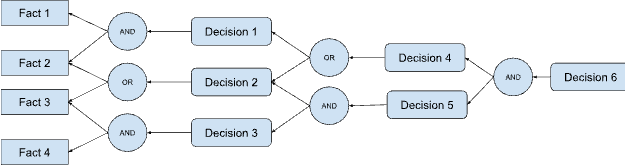 Fact 1
AND
Decision 1
Fact 2
OR
Decision 4
OR
Decision 2
AND
Decision 6
Fact 3
AND
Decision 5
AND
Decision 3
Fact 4